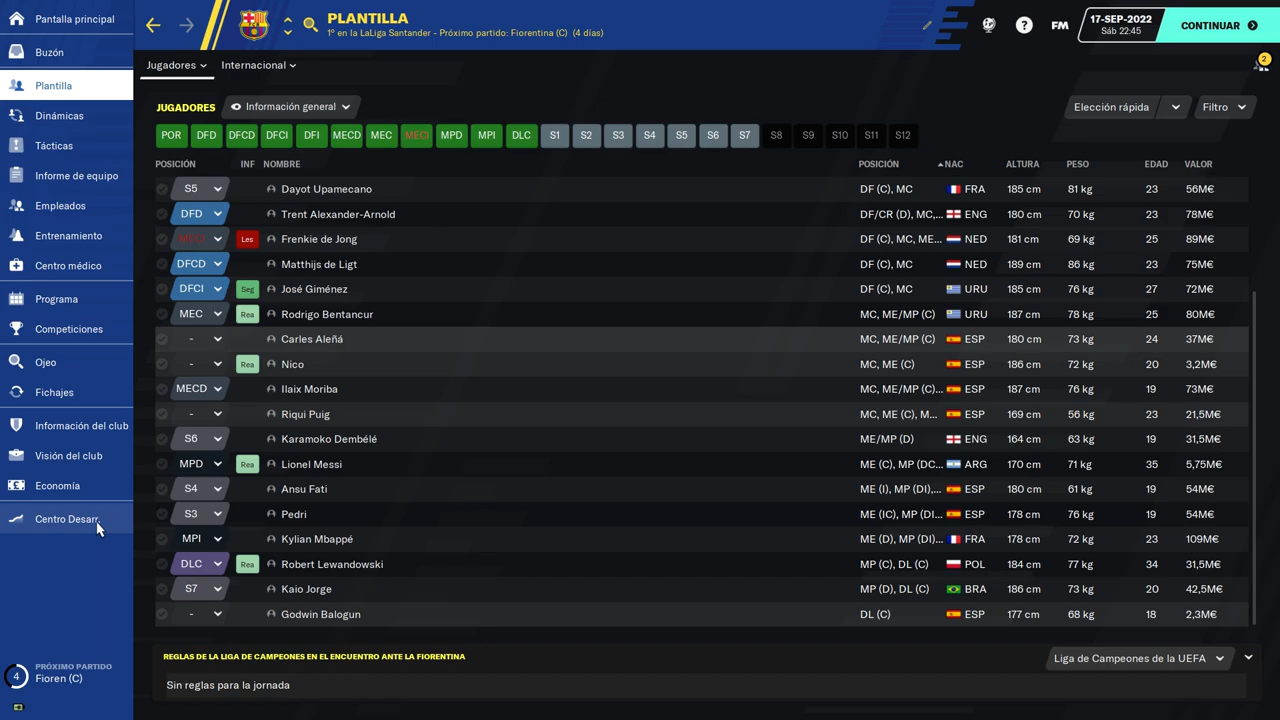 Pantalla principal
Buzón
Plantilla
Dinámicas
Tácticas
Informe de equipo
Empleados
Entrenamiento
Centro médico
Programa
Competiciones
Ojeo
Fichajes
Información del club
Visión del club
Economía
Centro Desarr.
PRÓXIMO PARTIDO
4 Fioren (C)
PLANTILLA
1º en la LaLiga Santander - Próximo partido: Fiorentina (C) (4 días)
? FM 17-SEP-2022 CONTINUAR
Sáb 22:45
Jugadores Internacional 2
JUGADORES Información general Elección rápida Filtro
POR DFD DFCD DFCI DFI MECD MEC MECI MPD MPI DLC S1 S2 S3 S4 S5 S6 S7 S8 S9 S10 S11 S12
POSICIÓN INF NOMBRE POSICIÓN NAC ALTURA PESO EDAD VALOR
S5 Dayot Upamecano DF (C), MC FRA 185 cm 81 kg 23 56M€
DFD Trent Alexander-Arnold DF/CR (D), MC,... ENG 180 cm 70 kg 23 78M€
MECI Les Frenkie de Jong DF (C), MC, ME... NED 181 cm 69 kg 25 89M€
DFCD Matthijs de Ligt DF (C), MC NED 189 cm 86 kg 23 75M€
DFCI Seg José Giménez DF (C), MC URU 185 cm 76 kg 27 72M€
MEC Rea Rodrigo Bentancur MC, ME/MP (C) URU 187 cm 78 kg 25 80M€
- Carles Aleñá MC, ME/MP (C) ESP 180 cm 73 kg 24 37M€
- Rea Nico MC, ME (C) ESP 186 cm 72 kg 20 3,2M€
MECD Ilaix Moriba MC, ME/MP (C)... ESP 187 cm 76 kg 19 73M€
- Riqui Puig MC, ME (C), M... ESP 169 cm 56 kg 23 21,5M€
S6 Karamoko Dembélé ME/MP (D) ENG 164 cm 63 kg 19 31,5M€
MPD Rea Lionel Messi ME (C), MP (DC... ARG 170 cm 71 kg 35 5,75M€
S4 Ansu Fati ME (I), MP (DI),... ESP 180 cm 61 kg 19 54M€
S3 Pedri ME (IC), MP (DI... ESP 178 cm 76 kg 19 54M€
MPI Kylian Mbappé ME (D), MP (DI)... FRA 178 cm 72 kg 23 109M€
DLC Rea Robert Lewandowski MP (C), DL (C) POL 184 cm 77 kg 34 31,5M€
S7 Kaio Jorge MP (D), DL (C) BRA 186 cm 73 kg 20 42,5M€
- Godwin Balogun DL (C) ESP 177 cm 68 kg 18 2,3M€
REGLAS DE LA LIGA DE CAMPEONES EN EL ENCUENTRO ANTE LA FIORENTINA Liga de Campeones de la UEFA
Sin reglas para la jornada